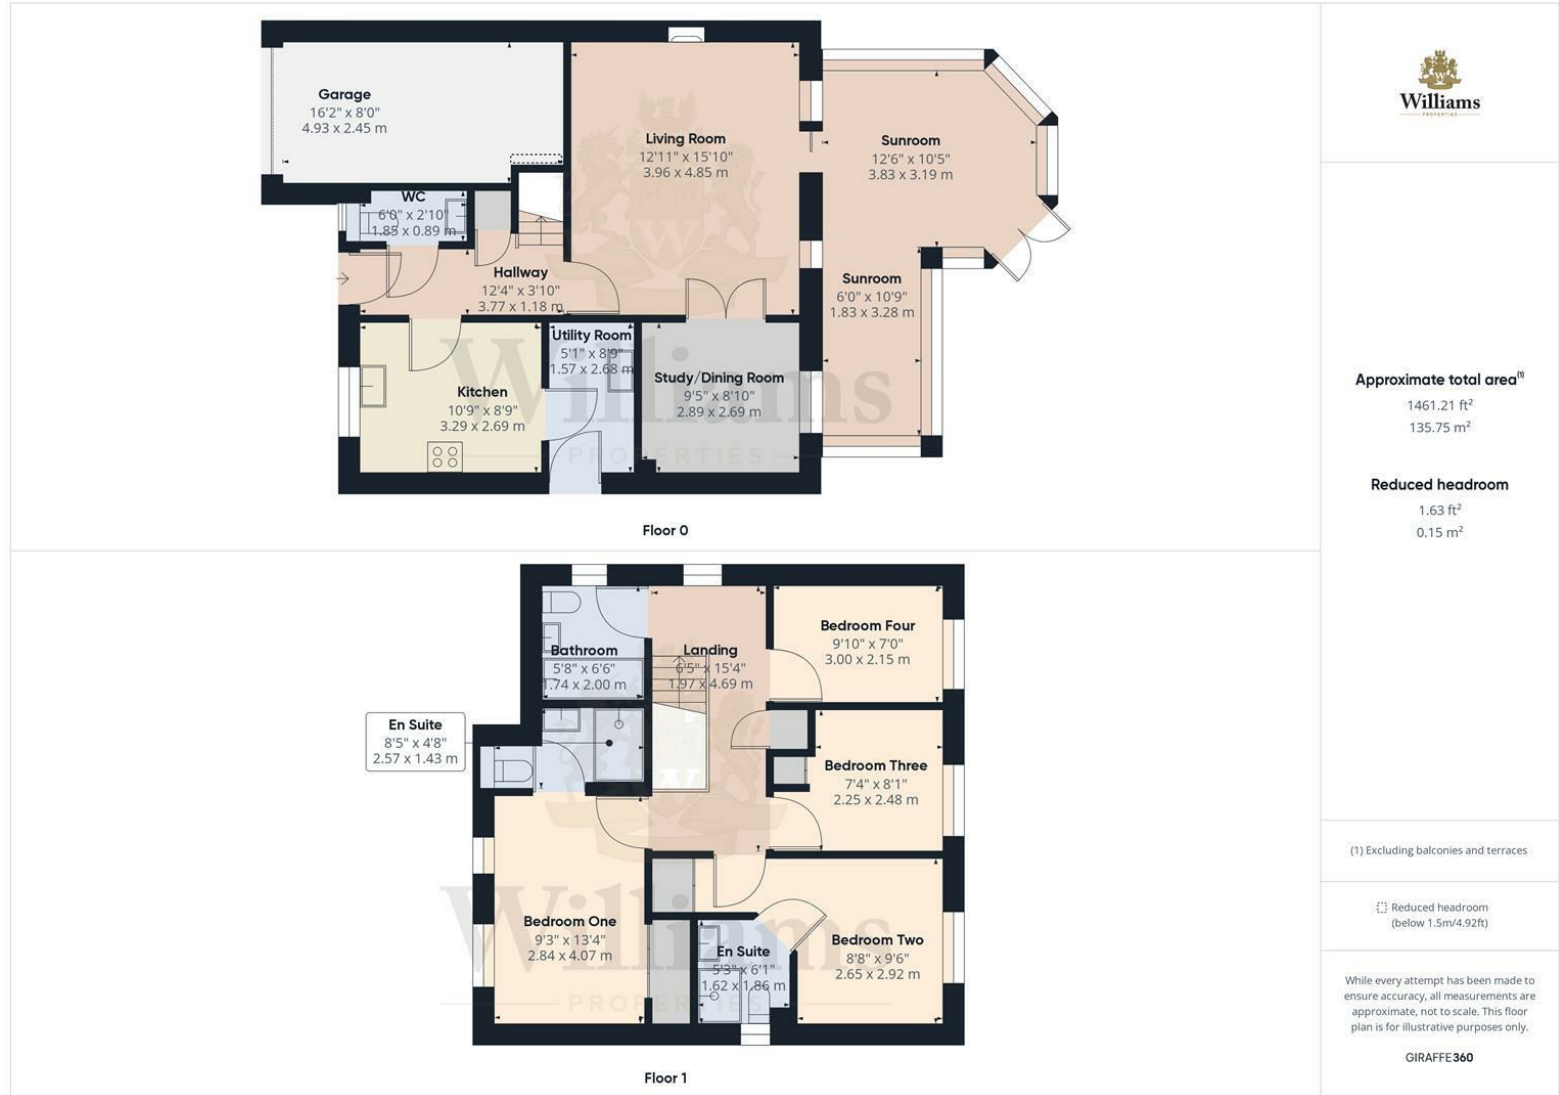 Garage
16'2" x 8'0"
4.93 x 2.45 m
WC
6'0" x 2'10"
1.85 x 0.89 m
Hallway
12'4" x 3'10"
3.77 x 1.18 m
Living Room
12'11" x 15'10"
3.96 x 4.85 m
Sunroom
12'6" x 10'5"
3.83 x 3.19 m
Sunroom
6'0" x 10'9"
1.83 x 3.28 m
Kitchen
10'9" x 8'9"
3.29 x 2.69 m
Utility Room
5'1" x 8'9"
1.57 x 2.68 m
Study/Dining Room
9'5" x 8'10"
2.89 x 2.69 m
Williams
PROPERTIES
Floor 0
Bathroom
5'8" x 6'6"
1.74 x 2.00 m
Landing
6'5" x 15'4"
1.97 x 4.69 m
Bedroom Four
9'10" x 7'0"
3.00 x 2.15 m
En Suite
8'5" x 4'8"
2.57 x 1.43 m
Bedroom Three
7'4" x 8'1"
2.25 x 2.48 m
Bedroom One
9'3" x 13'4"
2.84 x 4.07 m
En Suite
5'3" x 6'1"
1.62 x 1.86 m
Bedroom Two
8'8" x 9'6"
2.65 x 2.92 m
Williams
PROPERTIES
Floor 1
W
Williams
PROPERTIES
Approximate total area(1)
1461.21 ft²
135.75 m²
Reduced headroom
1.63 ft²
0.15 m²
(1) Excluding balconies and terraces
Reduced headroom
(below 1.5m/4.92ft)
While every attempt has been made to
ensure accuracy, all measurements are
approximate, not to scale. This floor
plan is for illustrative purposes only.
GIRAFFE360